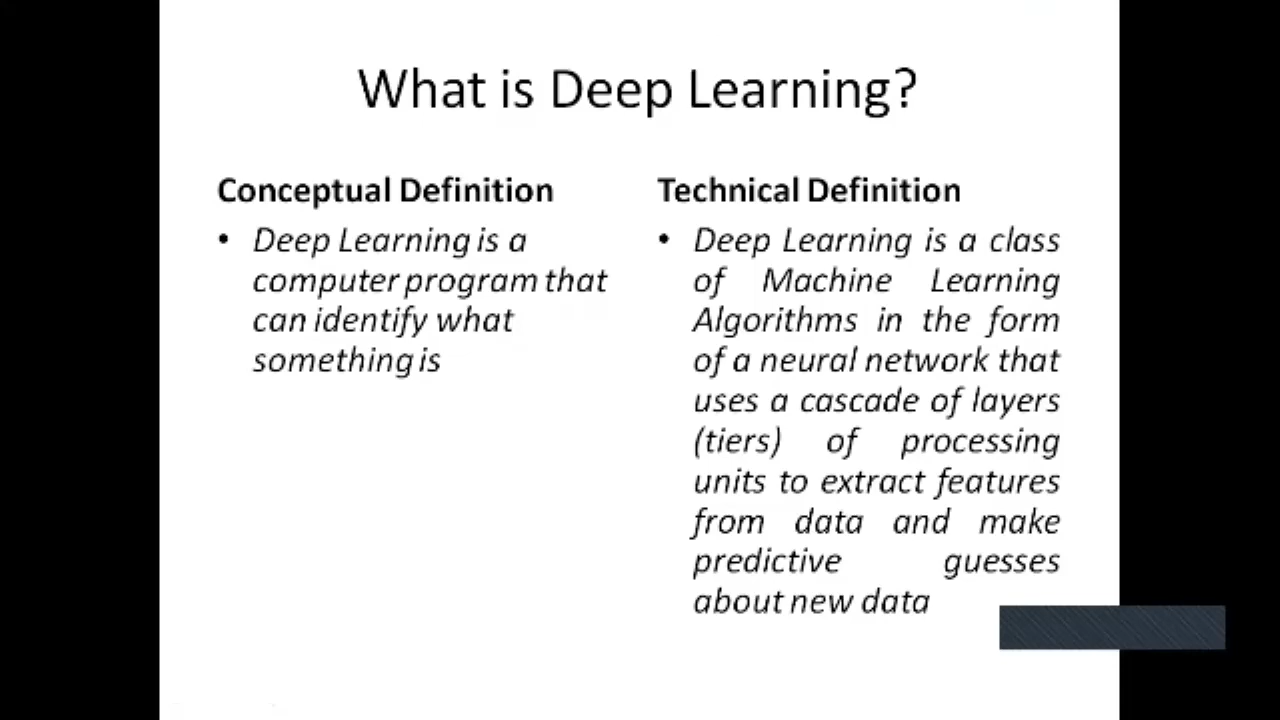 What is Deep Learning?
Conceptual Definition
• Deep Learning is a
computer program that
can identify what
something is
Technical Definition
• Deep Learning is a class
of Machine Learning
Algorithms in the form
of a neural network that
uses a cascade of layers
(tiers) of processing
units to extract features
from data and make
predictive guesses
about new data